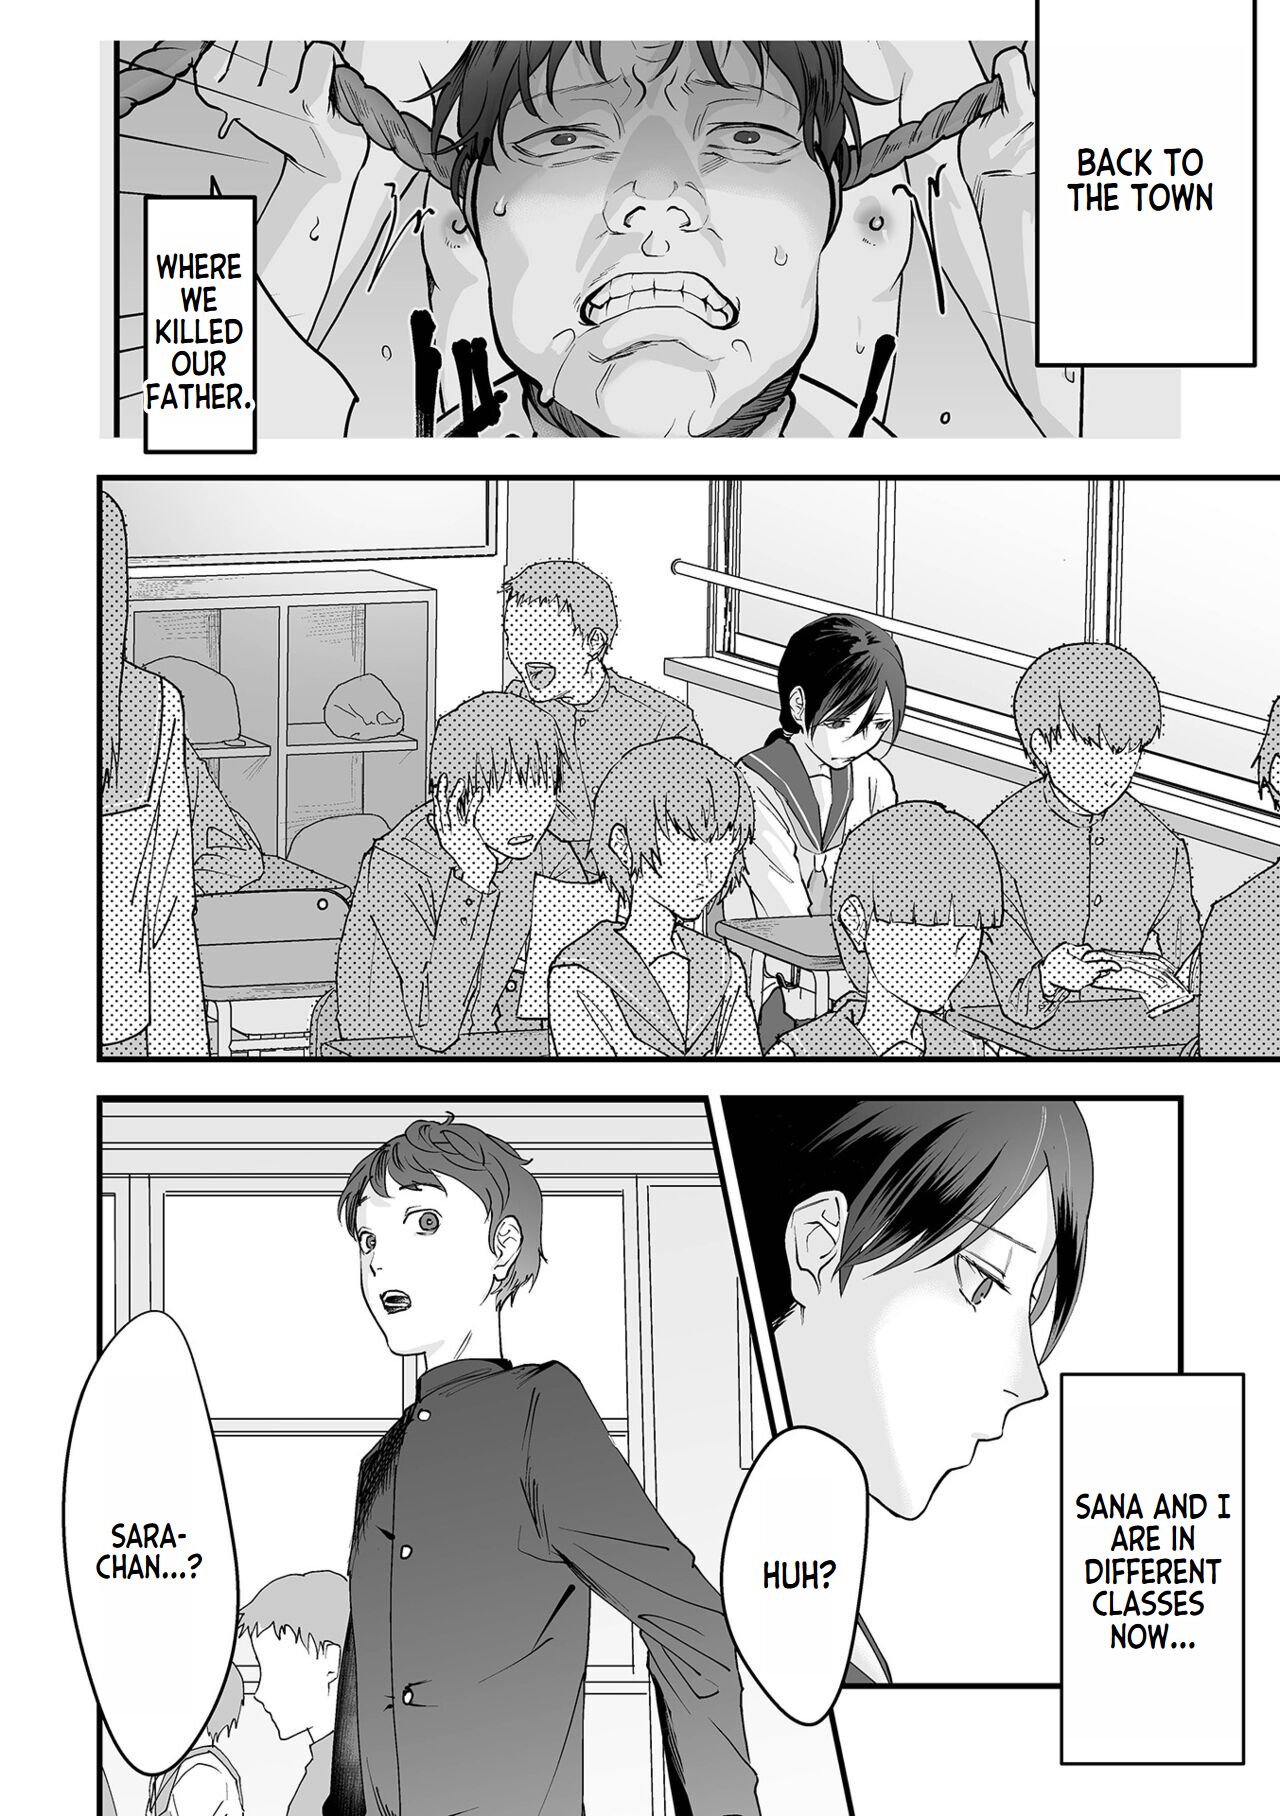 BACK TO
THE TOWN
WHERE
WE
KILLED
OUR
FATHER.
SANA AND I
ARE IN
DIFFERENT
CLASSES
NOW...
HUH?
SARA-
CHAN...?